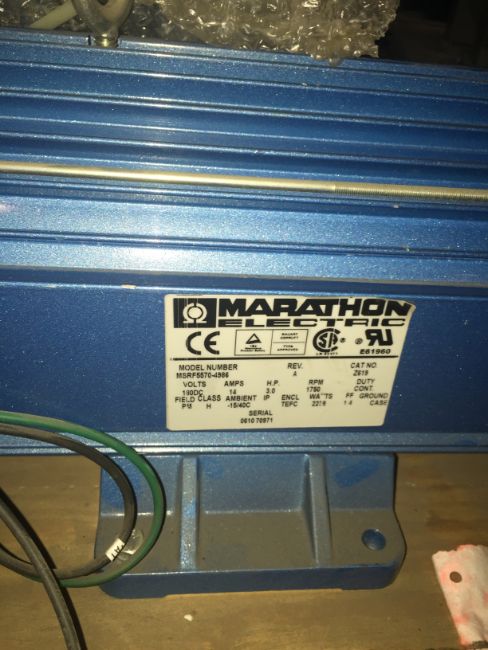 MARATHON
ELECTRIC
CE
E61960
MODEL NUMBER REV. CAT NO.
MSRF5570-4986 A Z619
VOLTS AMPS H.P. RPM DUTY
180DC 14 3.0 1750 CONT.
FIELD CLASS AMBIENT IP ENCL WATTS FF GROUND
PM H -15/40C TEFC 2238 1.4 CASE
SERIAL
0610 70971